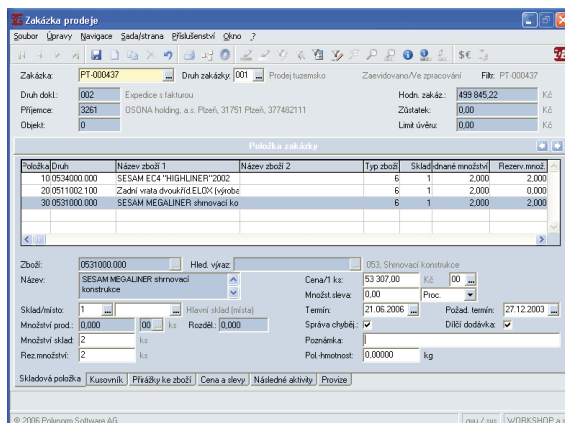 Zakázka prodeje
Soubor Úpravy Navigace Sada/strana Příslušenství Okno ?
Zakázka: PT-000437 ... Druh zakázky: 001 ... Prodej tuzemsko Zaevidováno/Ve zpracování Filtr: PT-000437
Druh dokl.: 002 Expedice s fakturou Hodn. zakáz.: 499 845,22 Kč
Příjemce: 3261 OSONA holding, a.s. Plzeň, 31751 Plzeň, 377482111 Zůstatek: 0,00 Kč
Objekt: 0 Limit úvěru: 0,00 Kč
Položka zakázky
Položka Druh Název zboží 1 Název zboží 2 Typ zboží Sklad dnané množství Rezerv.množ.
10 0534000.000 SESAM EC4 "HIGHLINER"2002 6 1 2,000 2,000
20 0511002.100 Zadní vrata dvoukříd.ELOX (výroba 6 1 2,000 0,000
30 0531000.000 SESAM MEGALINER shrnovací ko 6 1 2,000 2,000
Zboží: 0531000.000 ... Hled. výraz: ... 053, Shrnovací konstrukce
Název: SESAM MEGALINER shrnovací konstrukce Cena/1 ks: 53 307,00 Kč 00 ...
Množst.sleva: 0,00 Proc.
Sklad/místo: 1 ... ... Hlavní sklad (místa) Termín: 21.06.2006 ... Požad. termín: 27.12.2003 ...
Množství prod.: 0,000 00 ... ks Rozděl.: 0,000 Správa chyběj.: Dílčí dodávka:
Množství sklad: 2 ks Poznámka:
Rez.množství: 2 ks Pol.-hmotnost: 0,00000 kg
Skladová položka Kusovník Přirážky ke zboží Cena a slevy Následné aktivity Provize
© 2006 Polynorm Software AG WORKSHOP a.s